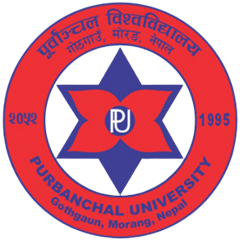 पूर्वाञ्चल विश्वविद्यालय
गोठगाउँ, मोरङ, नेपाल
२०५२
PU
1995
PURBANCHAL UNIVERSITY
Gothgaun, Morang, Nepal